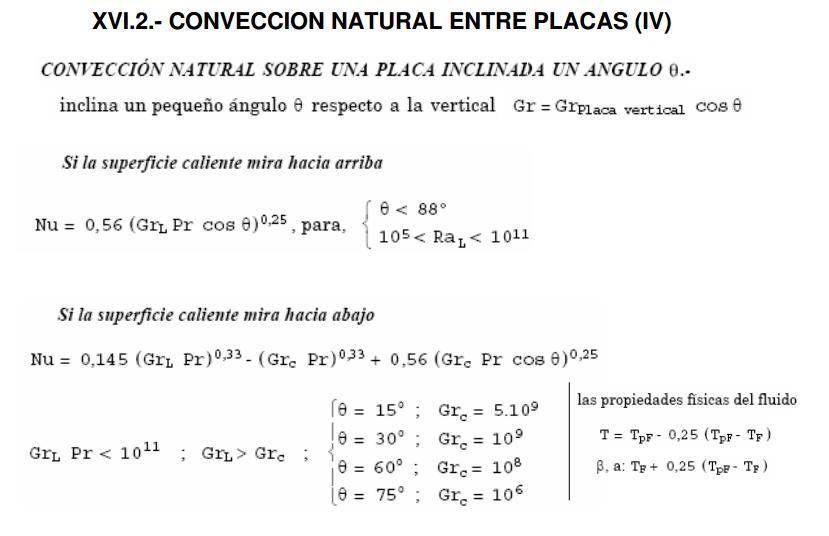 XVI.2.- CONVECCION NATURAL ENTRE PLACAS (IV)
CONVECCIÓN NATURAL SOBRE UNA PLACA INCLINADA UN ANGULO θ.-
inclina un pequeño ángulo θ respecto a la vertical Gr = Gr_Placa vertical cos θ
Si la superficie caliente mira hacia arriba
Nu = 0,56 (Gr_L Pr cos θ)^0,25 , para, { θ < 88°
10^5 < Ra_L < 10^11
Si la superficie caliente mira hacia abajo
Nu = 0,145 (Gr_L Pr)^0,33 - (Gr_c Pr)^0,33 + 0,56 (Gr_c Pr cos θ)^0,25
Gr_L Pr < 10^11 ; Gr_L > Gr_c ; {
θ = 15° ; Gr_c = 5.10^9
θ = 30° ; Gr_c = 10^9
θ = 60° ; Gr_c = 10^8
θ = 75° ; Gr_c = 10^6
las propiedades físicas del fluido
T = T_pF - 0,25 (T_pF - T_F )
β, a: T_F + 0,25 (T_pF - T_F )